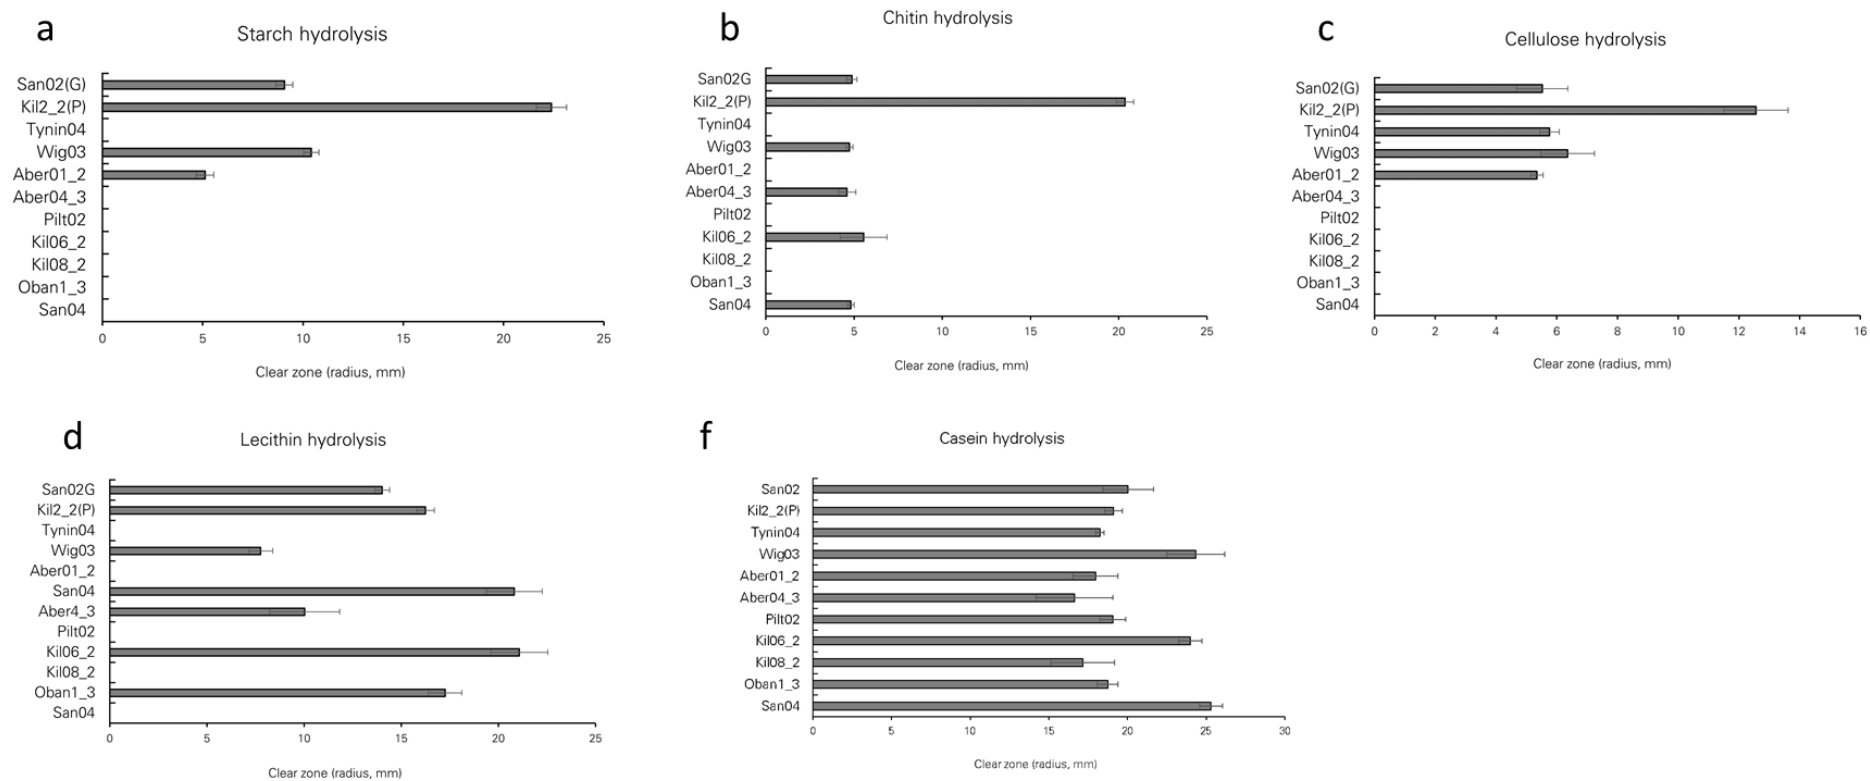 a
Starch hydrolysis
San02(G)
Kil2_2(P)
Tynin04
Wig03
Aber01_2
Aber04_3
Pilt02
Kil06_2
Kil08_2
Oban1_3
San04
0 5 10 15 20 25
Clear zone (radius, mm)
b
Chitin hydrolysis
San02G
Kil2_2(P)
Tynin04
Wig03
Aber01_2
Aber04_3
Pilt02
Kil06_2
Kil08_2
Oban1_3
San04
0 5 10 15 20 25
Clear zone (radius, mm)
c
Cellulose hydrolysis
San02(G)
Kil2_2(P)
Tynin04
Wig03
Aber01_2
Aber04_3
Pilt02
Kil06_2
Kil08_2
Oban1_3
San04
0 2 4 6 8 10 12 14 16
Clear zone (radius, mm)
d
Lecithin hydrolysis
San02G
Kil2_2(P)
Tynin04
Wig03
Aber01_2
San04
Aber4_3
Pilt02
Kil06_2
Kil08_2
Oban1_3
San04
0 5 10 15 20 25
Clear zone (radius, mm)
f
Casein hydrolysis
San02
Kil2_2(P)
Tynin04
Wig03
Aber01_2
Aber04_3
Pilt02
Kil06_2
Kil08_2
Oban1_3
San04
0 5 10 15 20 25 30
Clear zone (radius, mm)